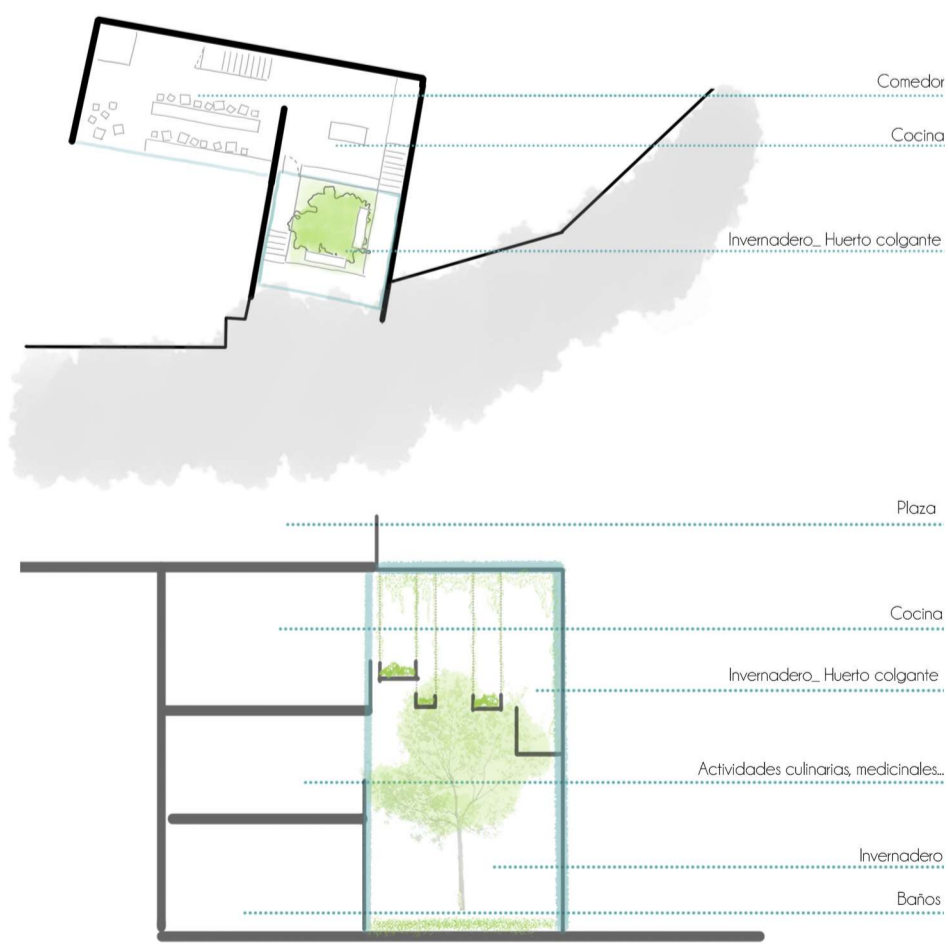 Comedor
Cocina
Invernadero_ Huerto colgante
Plaza
Cocina
Invernadero_ Huerto colgante
Actividades culinarias, medicinales...
Invernadero
Baños